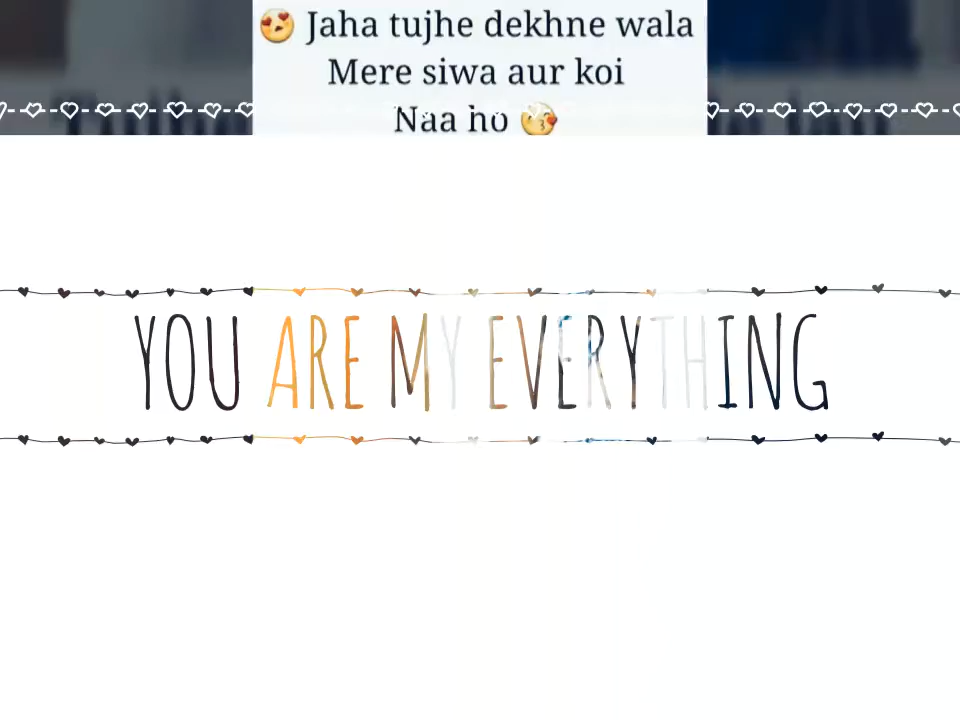 😍 Jaha tujhe dekhne wala
Mere siwa aur koi
Naa ho 😘
YOU ARE MY EVERYTHING